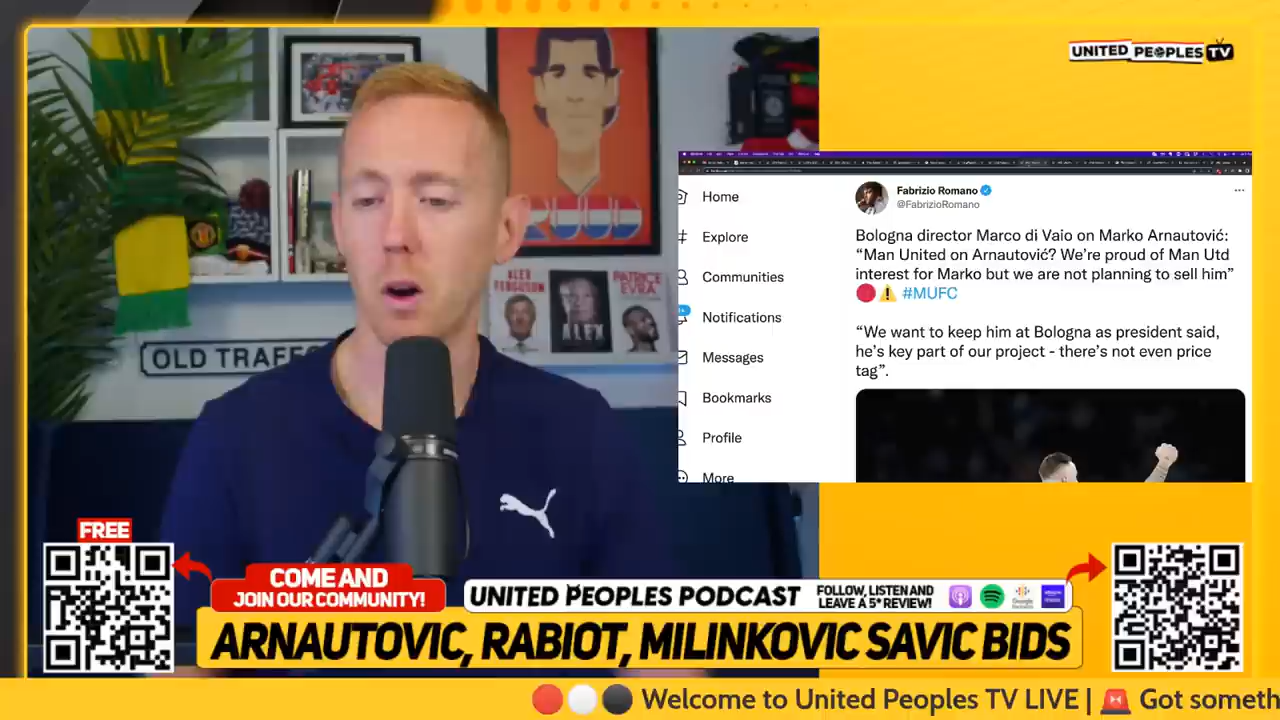 UNITED PEOPLES TV
RUUD
ALEX
FERGUSON
ALEX
PATRICE
EVRA
OLD TRAFFO
Home
Explore
Communities
Notifications
Messages
Bookmarks
Profile
More
Fabrizio Romano
@FabrizioRomano
Bologna director Marco di Vaio on Marko Arnautović:
“Man United on Arnautović? We’re proud of Man Utd
interest for Marko but we are not planning to sell him”
🔴⚠️ #MUFC
“We want to keep him at Bologna as president said,
he’s key part of our project - there’s not even price
tag”.
FREE
COME AND
JOIN OUR COMMUNITY!
UNITED PEOPLES PODCAST
FOLLOW, LISTEN AND
LEAVE A 5* REVIEW!
ARNAUTOVIC, RABIOT, MILINKOVIC SAVIC BIDS
🔴⚪⚫ Welcome to United Peoples TV LIVE | 🚨 Got someth